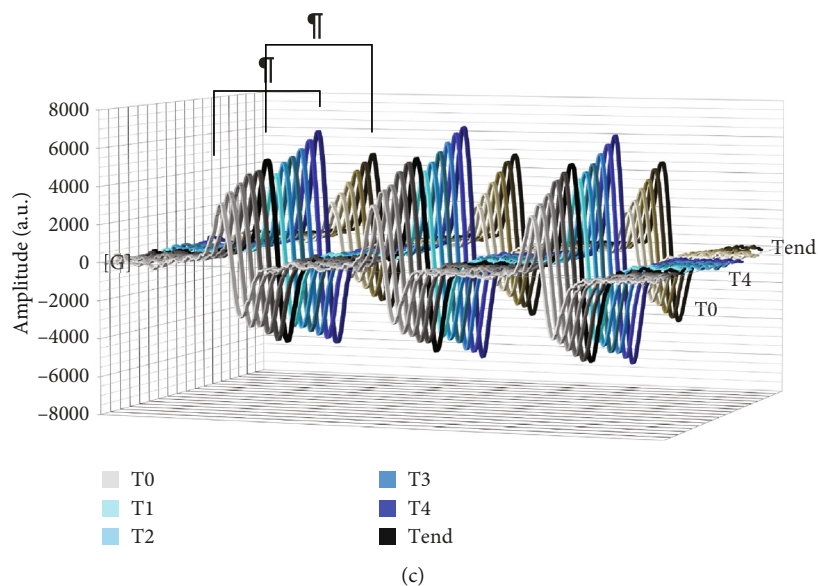 ¶
¶
8000
6000
4000
2000
0
−2000
−4000
−6000
−8000
Amplitude (a.u.)
[G]
Tend
T4
T0
T0
T1
T2
T3
T4
Tend
(c)